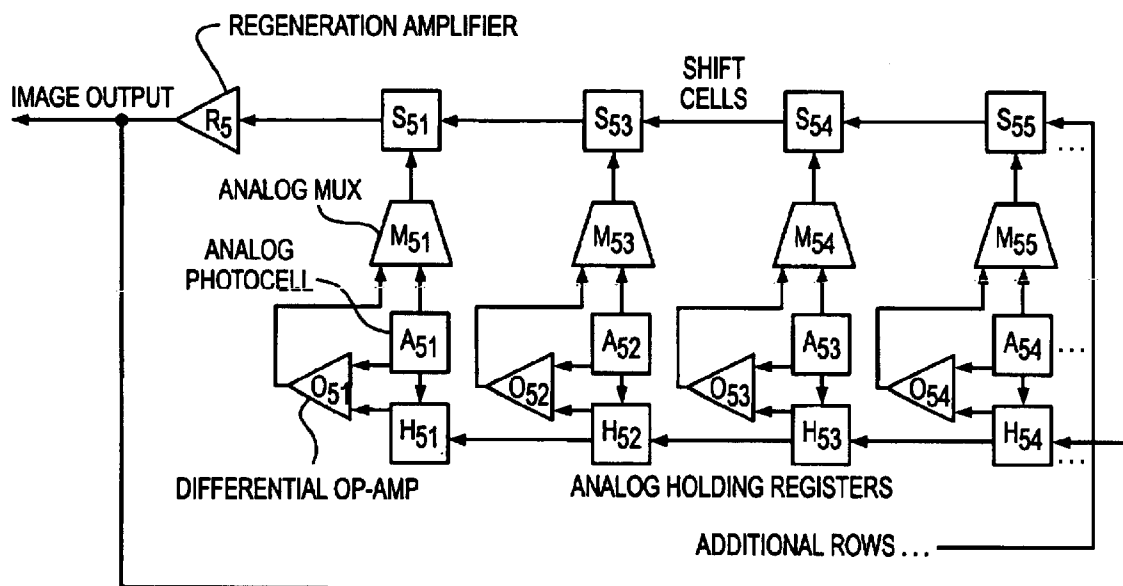 REGENERATION AMPLIFIER
IMAGE OUTPUT
SHIFT
CELLS
R5
S51
S53
S54
S55
...
ANALOG MUX
M51
M53
M54
M55
ANALOG
PHOTOCELL
A51
A52
A53
A54
...
O51
O52
O53
O54
H51
H52
H53
H54
...
DIFFERENTIAL OP-AMP
ANALOG HOLDING REGISTERS
ADDITIONAL ROWS ...